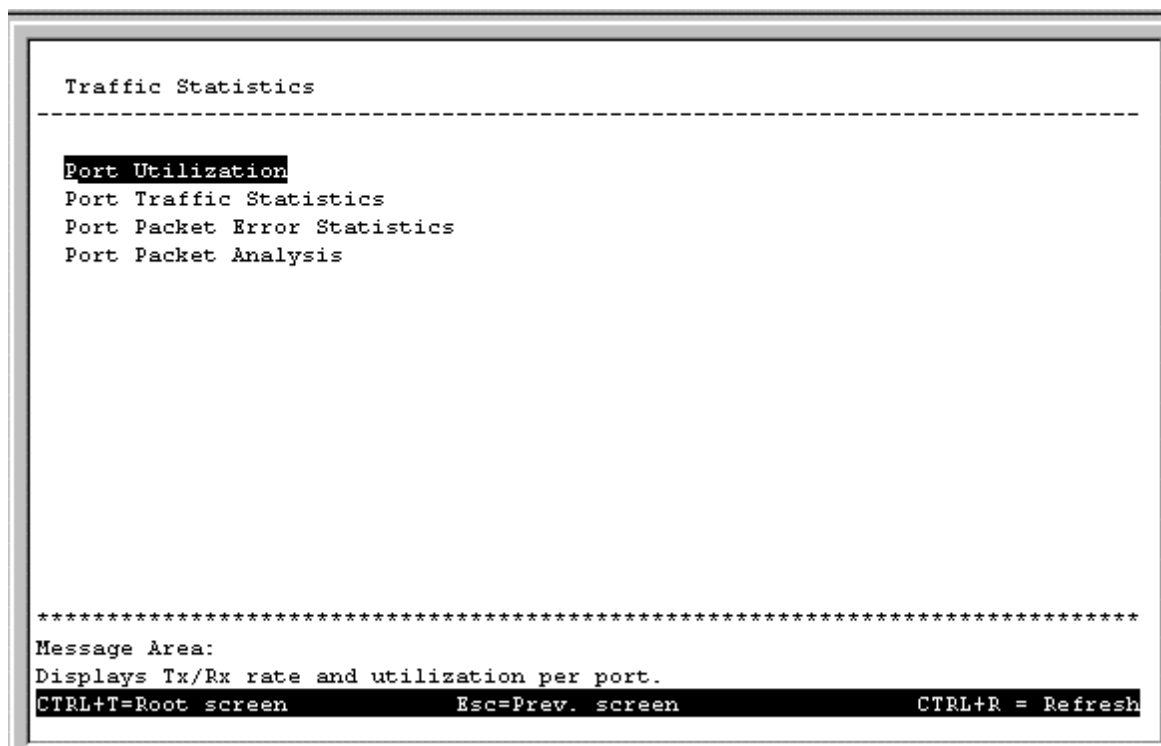 Traffic Statistics
-------------------------------------------------------------------------------
Port Utilization
Port Traffic Statistics
Port Packet Error Statistics
Port Packet Analysis
*******************************************************************************
Message Area:
Displays Tx/Rx rate and utilization per port.
CTRL+T=Root screen Esc=Prev. screen CTRL+R = Refresh